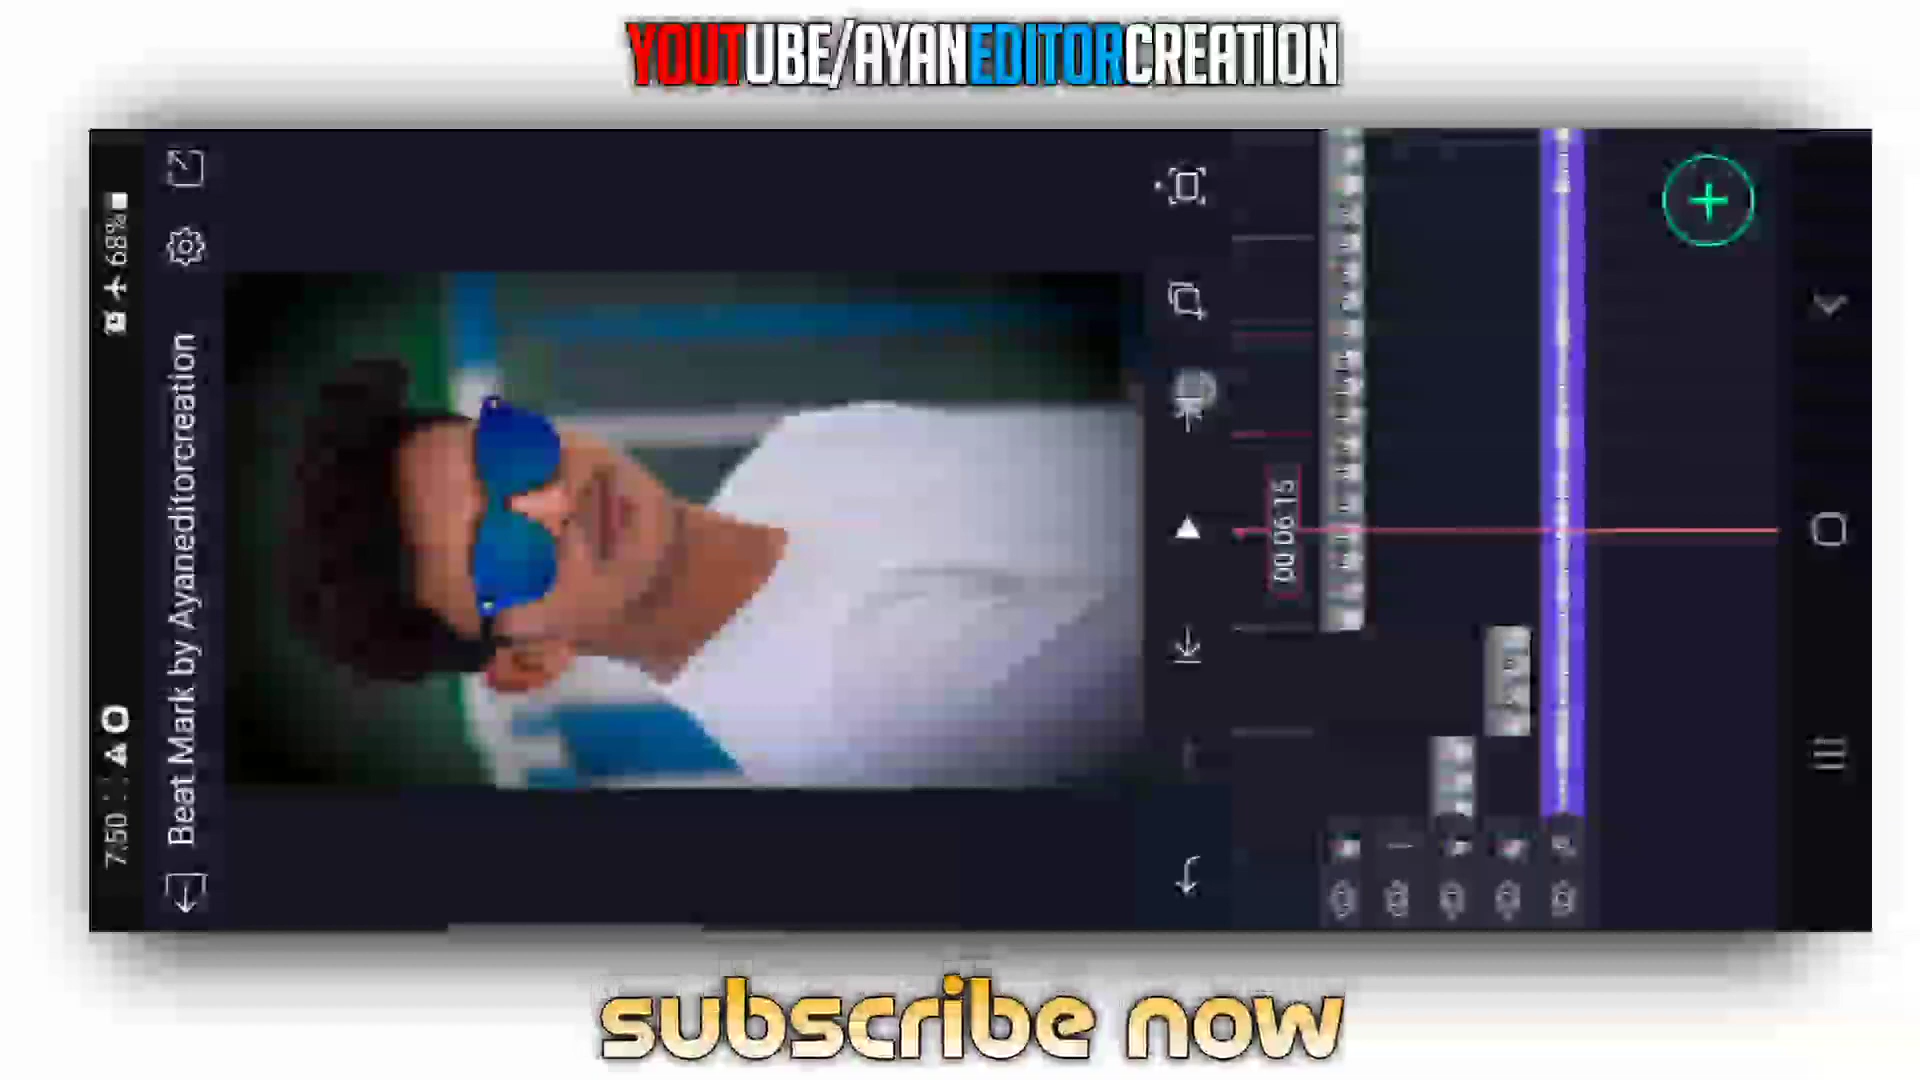 YOUTUBE/AYANEDITORCREATION
7:50
68%
Beat Mark by Ayaneditorcreation
00:06:15
subscribe now